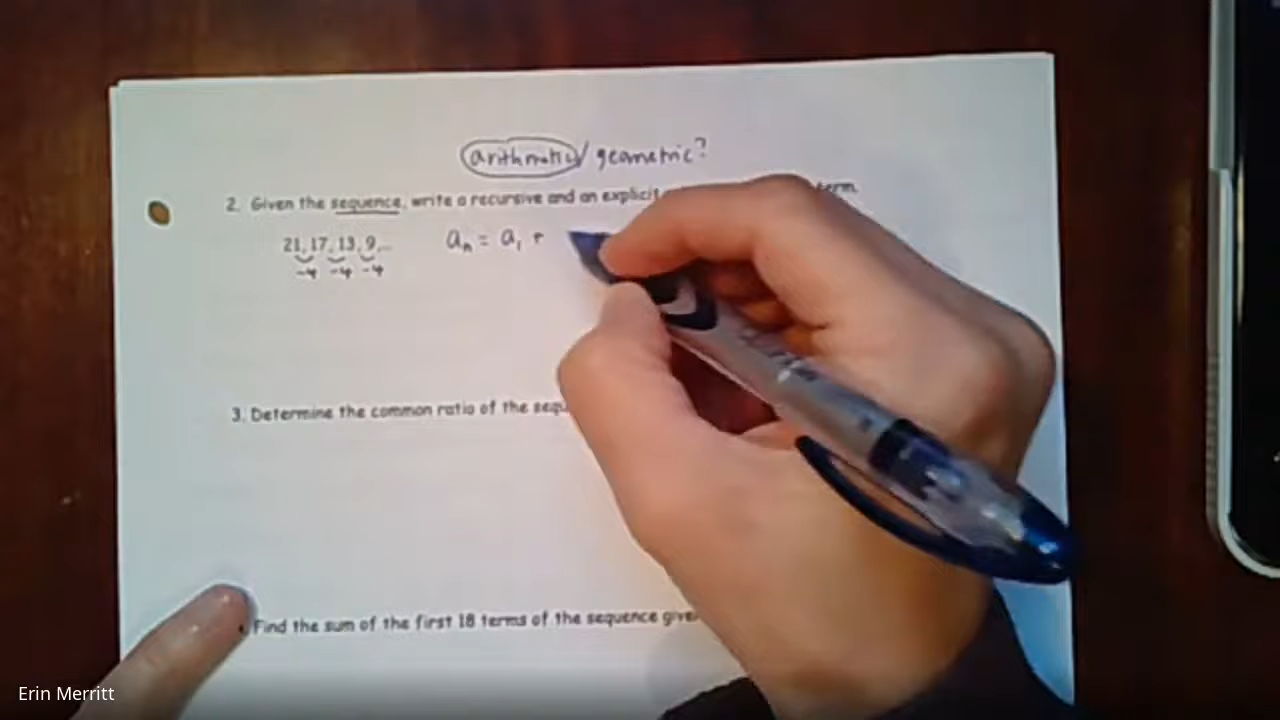 arithmetic/ geometric?
2. Given the sequence, write a recursive and an explicit term.
21, 17, 13, 9,...
aₙ = a₁ +
-4 -4 -4
3. Determine the common ratio of the
Find the sum of the first 18 terms of the sequence
Erin Merritt